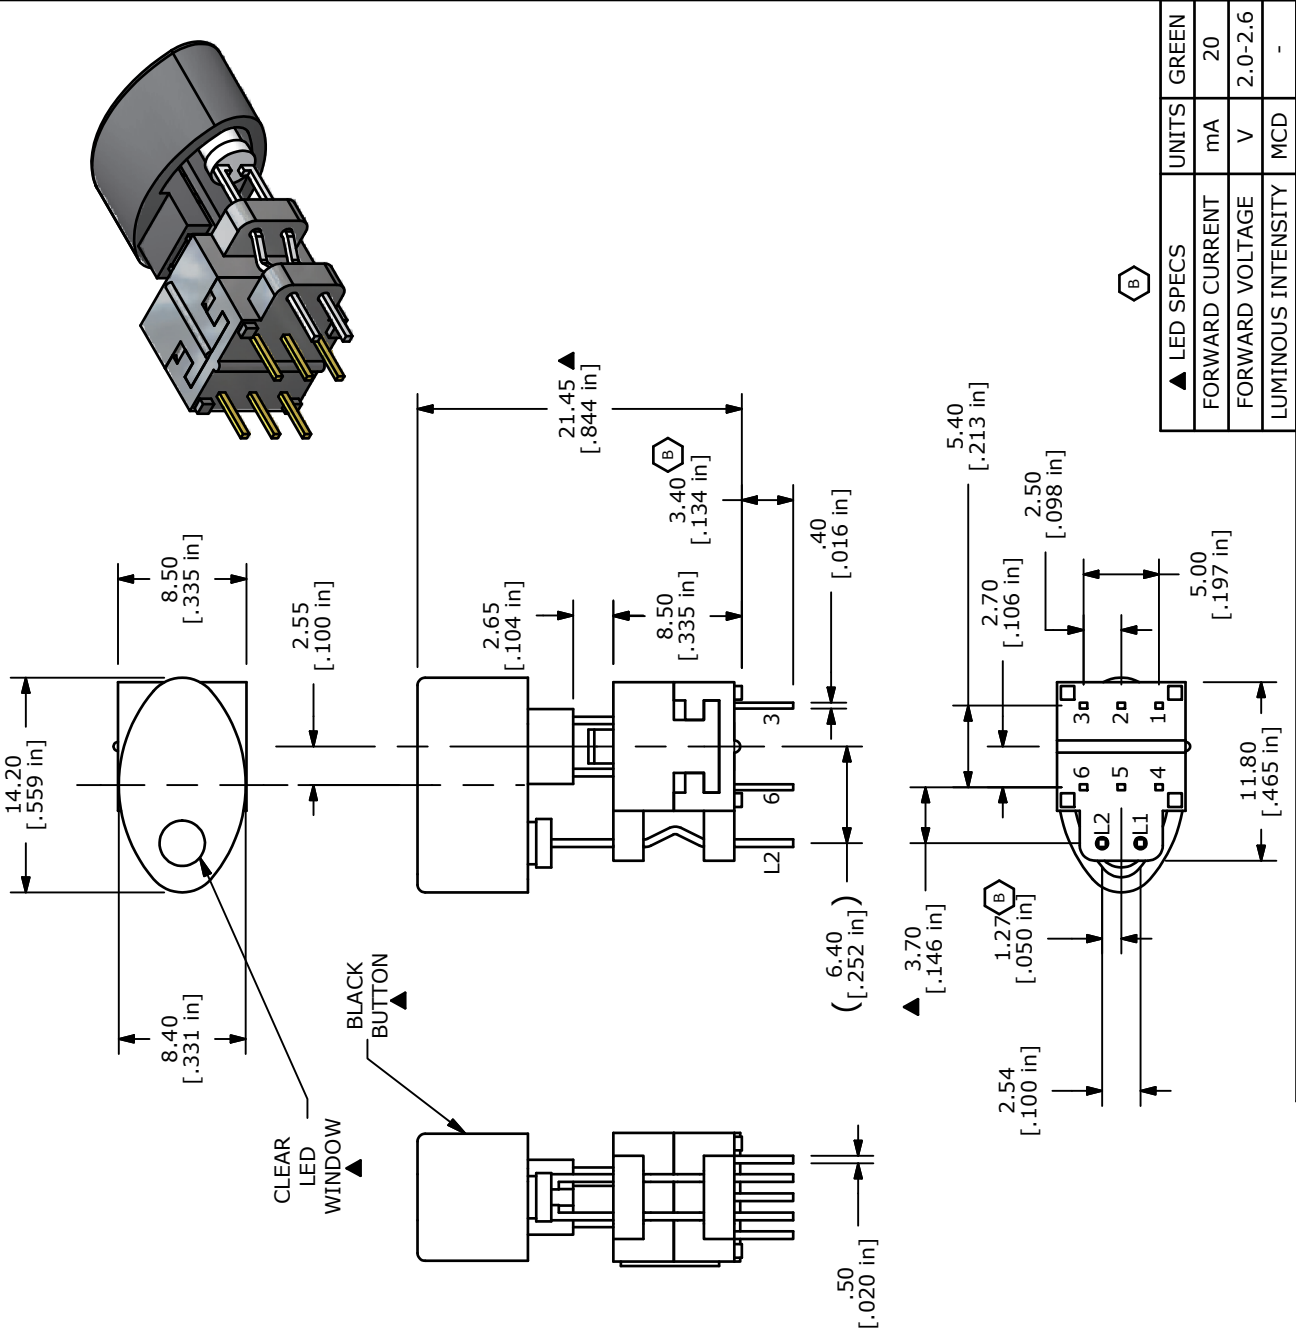 14.20
[.559 in]
8.50
[.335 in]
8.40
[.331 in]
2.55
[.100 in]
CLEAR
LED
WINDOW ▲
BLACK
BUTTON ▲
21.45 ▲
[.844 in]
2.65
[.104 in]
8.50
[.335 in]
B
3.40
[.134 in]
.40
[.016 in]
3
6
L2
(6.40
[.252 in])
.50
[.020 in]
▲ 3.70
[.146 in]
5.40
[.213 in]
2.70
[.106 in]
2.50
[.098 in]
5.00
[.197 in]
11.80
[.465 in]
B
1.27
[.050 in]
2.54
[.100 in]
3
2
1
6
5
4
L2
L1
B
▲ LED SPECS UNITS GREEN
FORWARD CURRENT mA 20
FORWARD VOLTAGE V 2.0-2.6
LUMINOUS INTENSITY MCD -